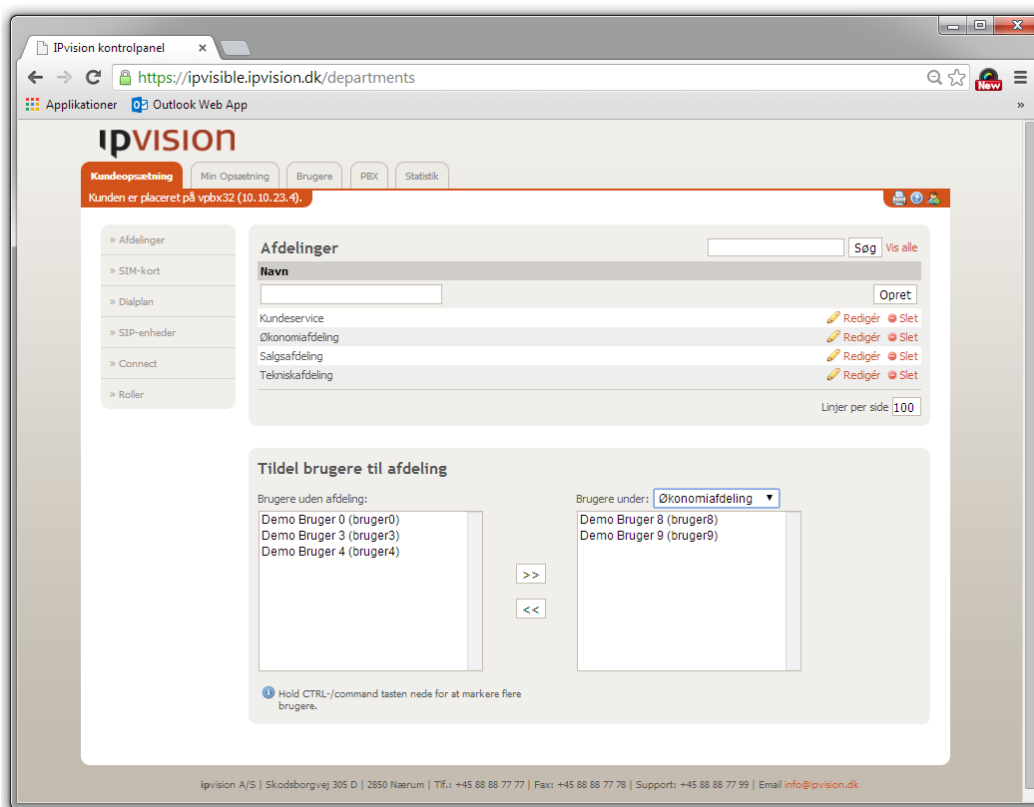 IPvision kontrolpanel
https://ipvisible.ipvision.dk/departments
New
Applikationer Outlook Web App »
ipvision
Kundeopsætning Min Opsætning Brugere PBX Statistik
Kunden er placeret på vpbx32 (10.10.23.4).
» Afdelinger
» SIM-kort
» Dialplan
» SIP-enheder
» Connect
» Roller
Afdelinger Søg Vis alle
Navn
Opret
Kundeservice Redigér Slet
Økonomiafdeling Redigér Slet
Salgsafdeling Redigér Slet
Tekniskafdeling Redigér Slet
Linjer per side 100
Tildel brugere til afdeling
Brugere uden afdeling: Brugere under: Økonomiafdeling
Demo Bruger 0 (bruger0) Demo Bruger 8 (bruger8)
Demo Bruger 3 (bruger3) Demo Bruger 9 (bruger9)
Demo Bruger 4 (bruger4)
>>
<<
Hold CTRL-/command tasten nede for at markere flere
brugere.
ipvision A/S | Skodsborgvej 305 D | 2850 Nærum | Tlf.: +45 88 88 77 77 | Fax: +45 88 88 77 78 | Support: +45 88 88 77 99 | Email info@ipvision.dk